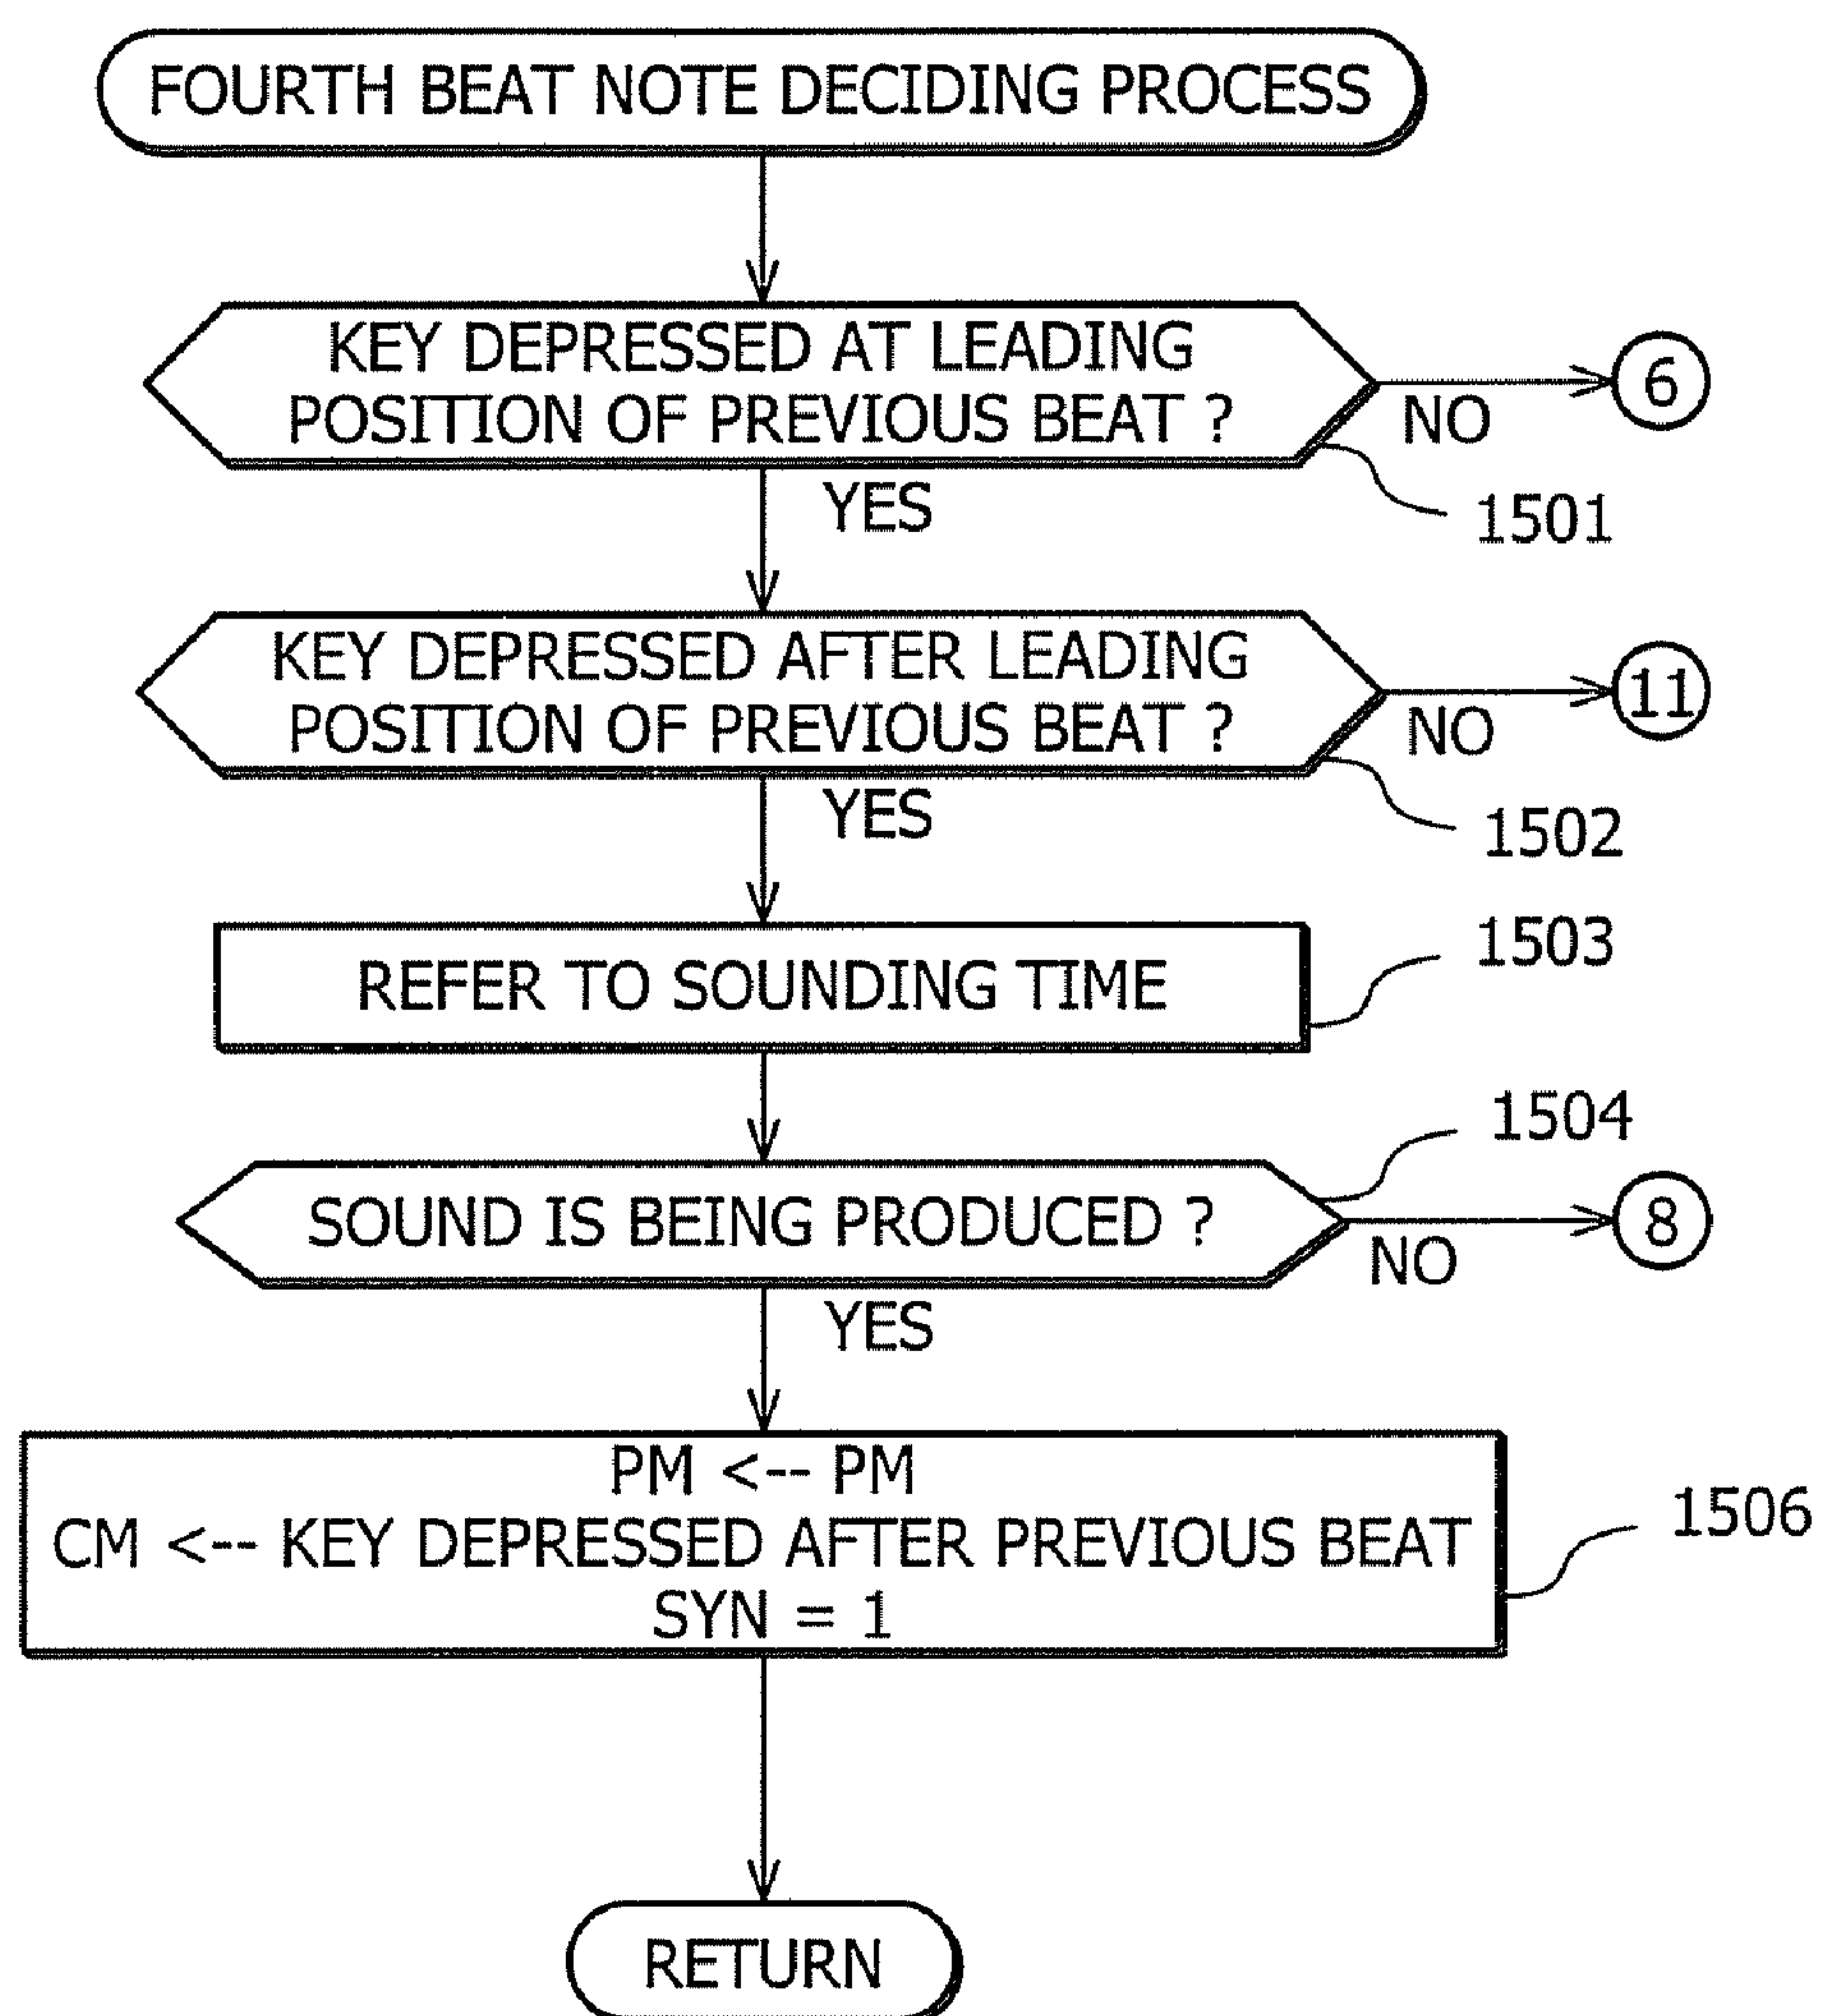 FOURTH BEAT NOTE DECIDING PROCESS
KEY DEPRESSED AT LEADING
POSITION OF PREVIOUS BEAT ?
NO
6
1501
YES
KEY DEPRESSED AFTER LEADING
POSITION OF PREVIOUS BEAT ?
NO
11
1502
YES
REFER TO SOUNDING TIME
1503
1504
SOUND IS BEING PRODUCED ?
NO
8
YES
PM <-- PM
CM <-- KEY DEPRESSED AFTER PREVIOUS BEAT
SYN = 1
1506
RETURN